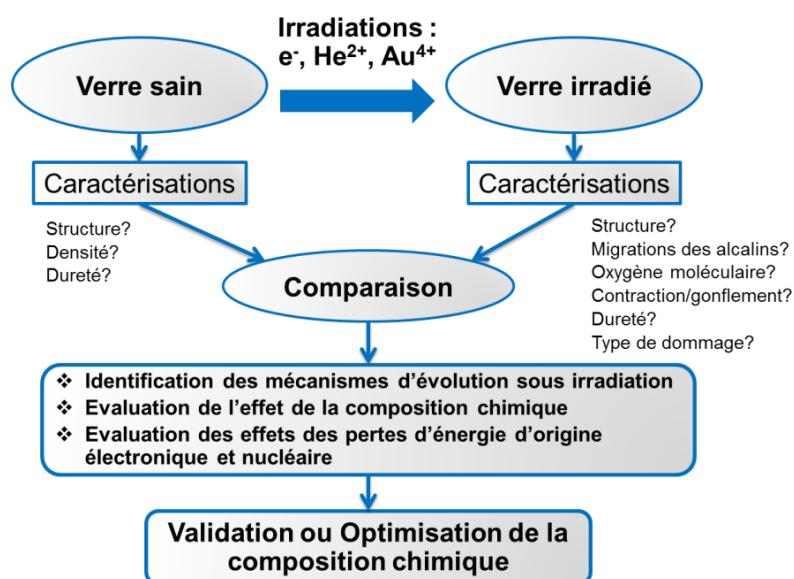 Irradiations :
e-, He2+, Au4+
Verre sain
Verre irradié
Caractérisations
Caractérisations
Structure?
Densité?
Dureté?
Structure?
Migrations des alcalins?
Oxygène moléculaire?
Contraction/gonflement?
Dureté?
Type de dommage?
Comparaison
❖ Identification des mécanismes d'évolution sous irradiation
❖ Evaluation de l'effet de la composition chimique
❖ Evaluation des effets des pertes d'énergie d'origine
électronique et nucléaire
Validation ou Optimisation de la
composition chimique